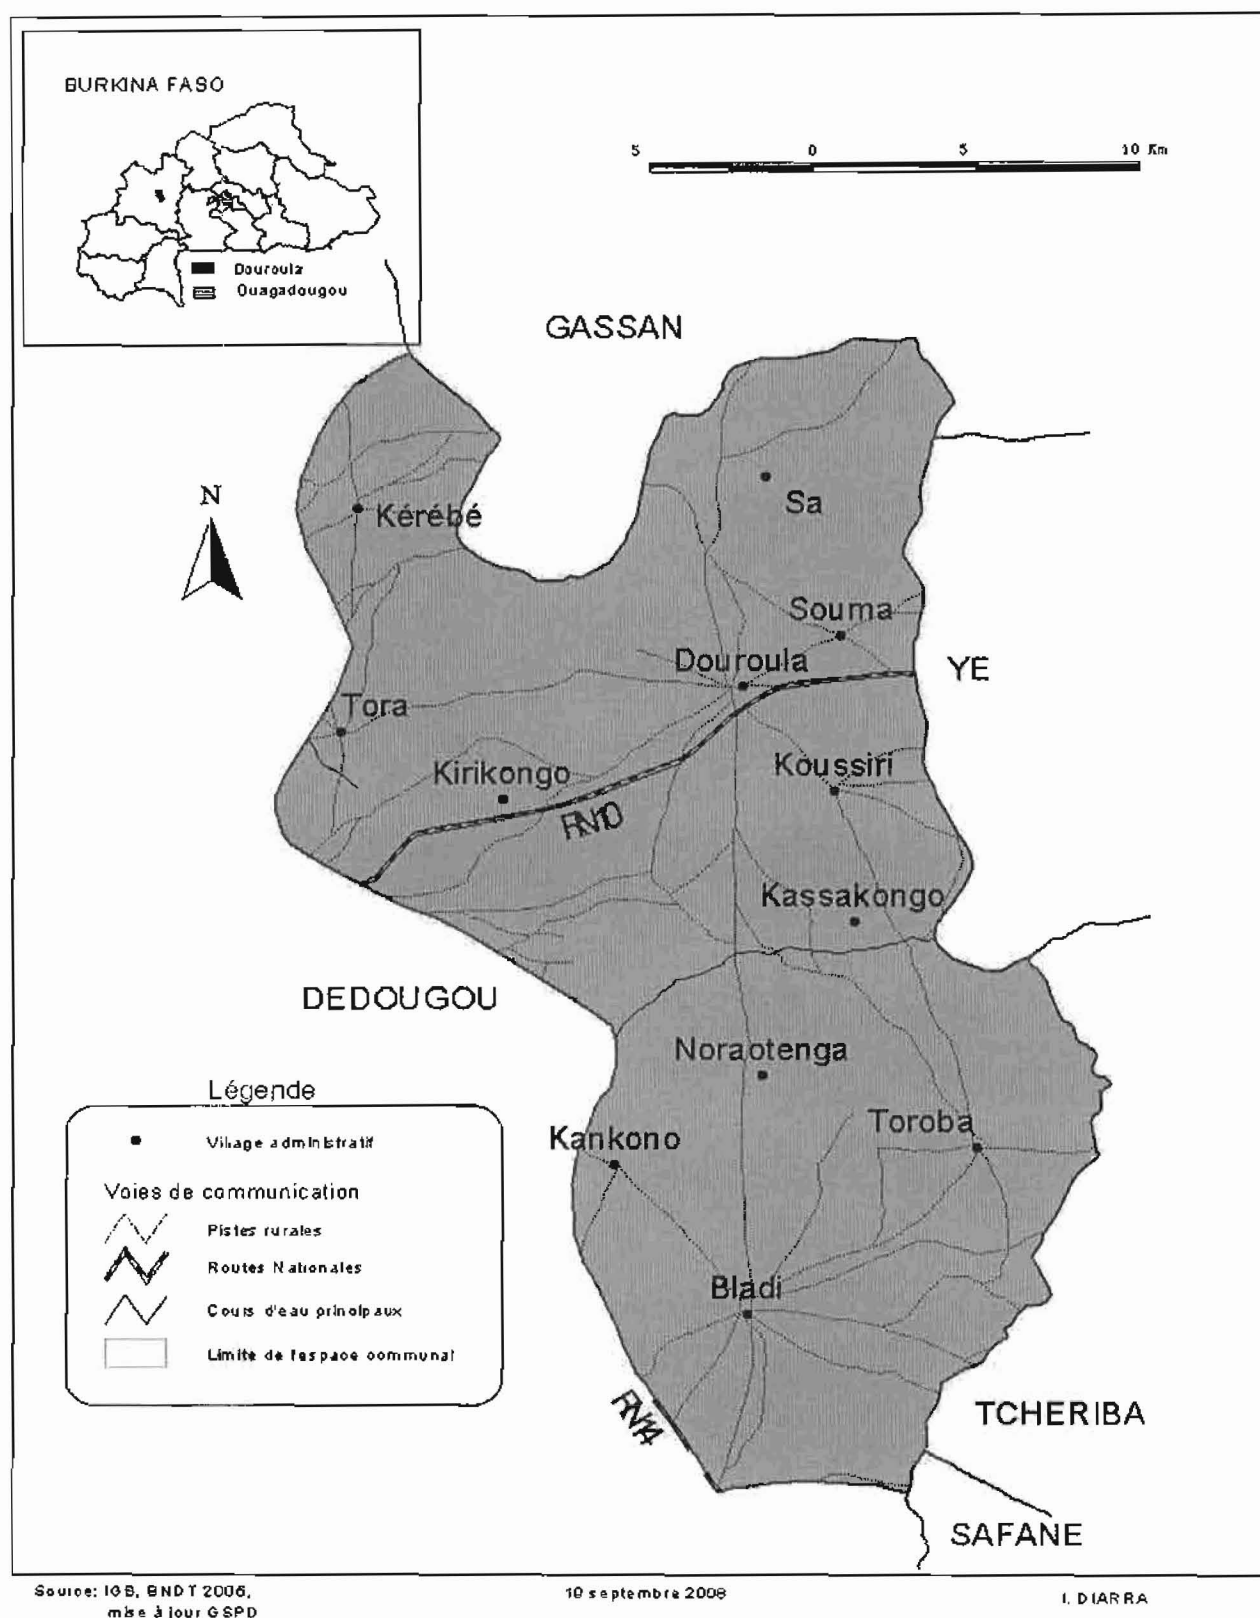 BURKINA FASO
Douroula
Ouagadougou
5 0 5 10 Km
GASSAN
N
Kérébé
Sa
Souma
Douroula
YE
Tora
Kirikongo
Koussiri
RN10
Kassakongo
DEDOUGOU
Noraotenga
Toroba
Kankono
Bladi
RN14
TCHERIBA
SAFANE
Légende
Village administratif
Voies de communication
Pistes rurales
Routes Nationales
Cours d'eau principaux
Limite de l'espace communal
Source: IGB, BNDT 2006,
mise à jour GSPD
10 septembre 2008
I. DIARRA